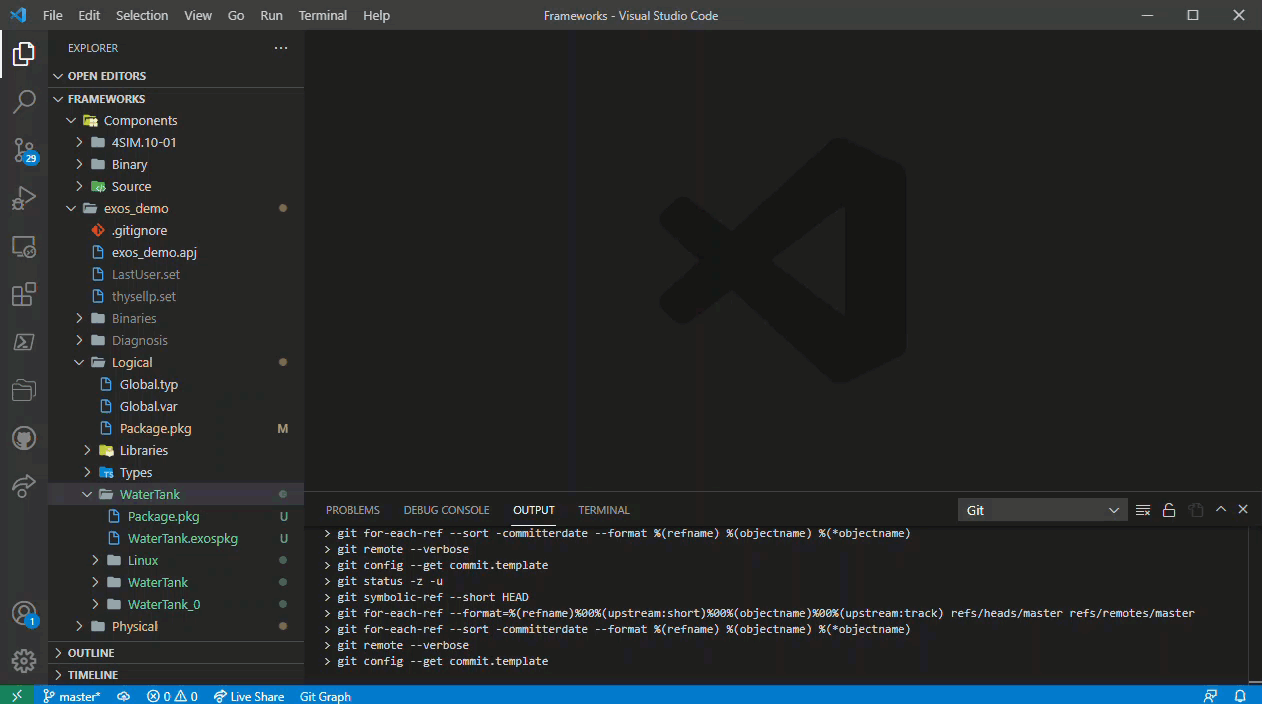 File Edit Selection View Go Run Terminal Help Frameworks - Visual Studio Code
EXPLORER
OPEN EDITORS
FRAMEWORKS
Components
4SIM.10-01
Binary
Source
exos_demo
.gitignore
exos_demo.apj
LastUser.set
thysellp.set
Binaries
Diagnosis
Logical
Global.typ
Global.var
Package.pkg M
Libraries
TS Types
WaterTank
Package.pkg U
WaterTank.exospkg U
Linux
WaterTank
WaterTank_0
Physical
OUTLINE
TIMELINE
29
1
PROBLEMS DEBUG CONSOLE OUTPUT TERMINAL Git
> git for-each-ref --sort -committerdate --format %(refname) %(objectname) %(*objectname)
> git remote --verbose
> git config --get commit.template
> git status -z -u
> git symbolic-ref --short HEAD
> git for-each-ref --format=%(refname)%00%(upstream:short)%00%(objectname)%00%(upstream:track) refs/heads/master refs/remotes/master
> git for-each-ref --sort -committerdate --format %(refname) %(objectname) %(*objectname)
> git remote --verbose
> git config --get commit.template
master* 0 0 Live Share Git Graph